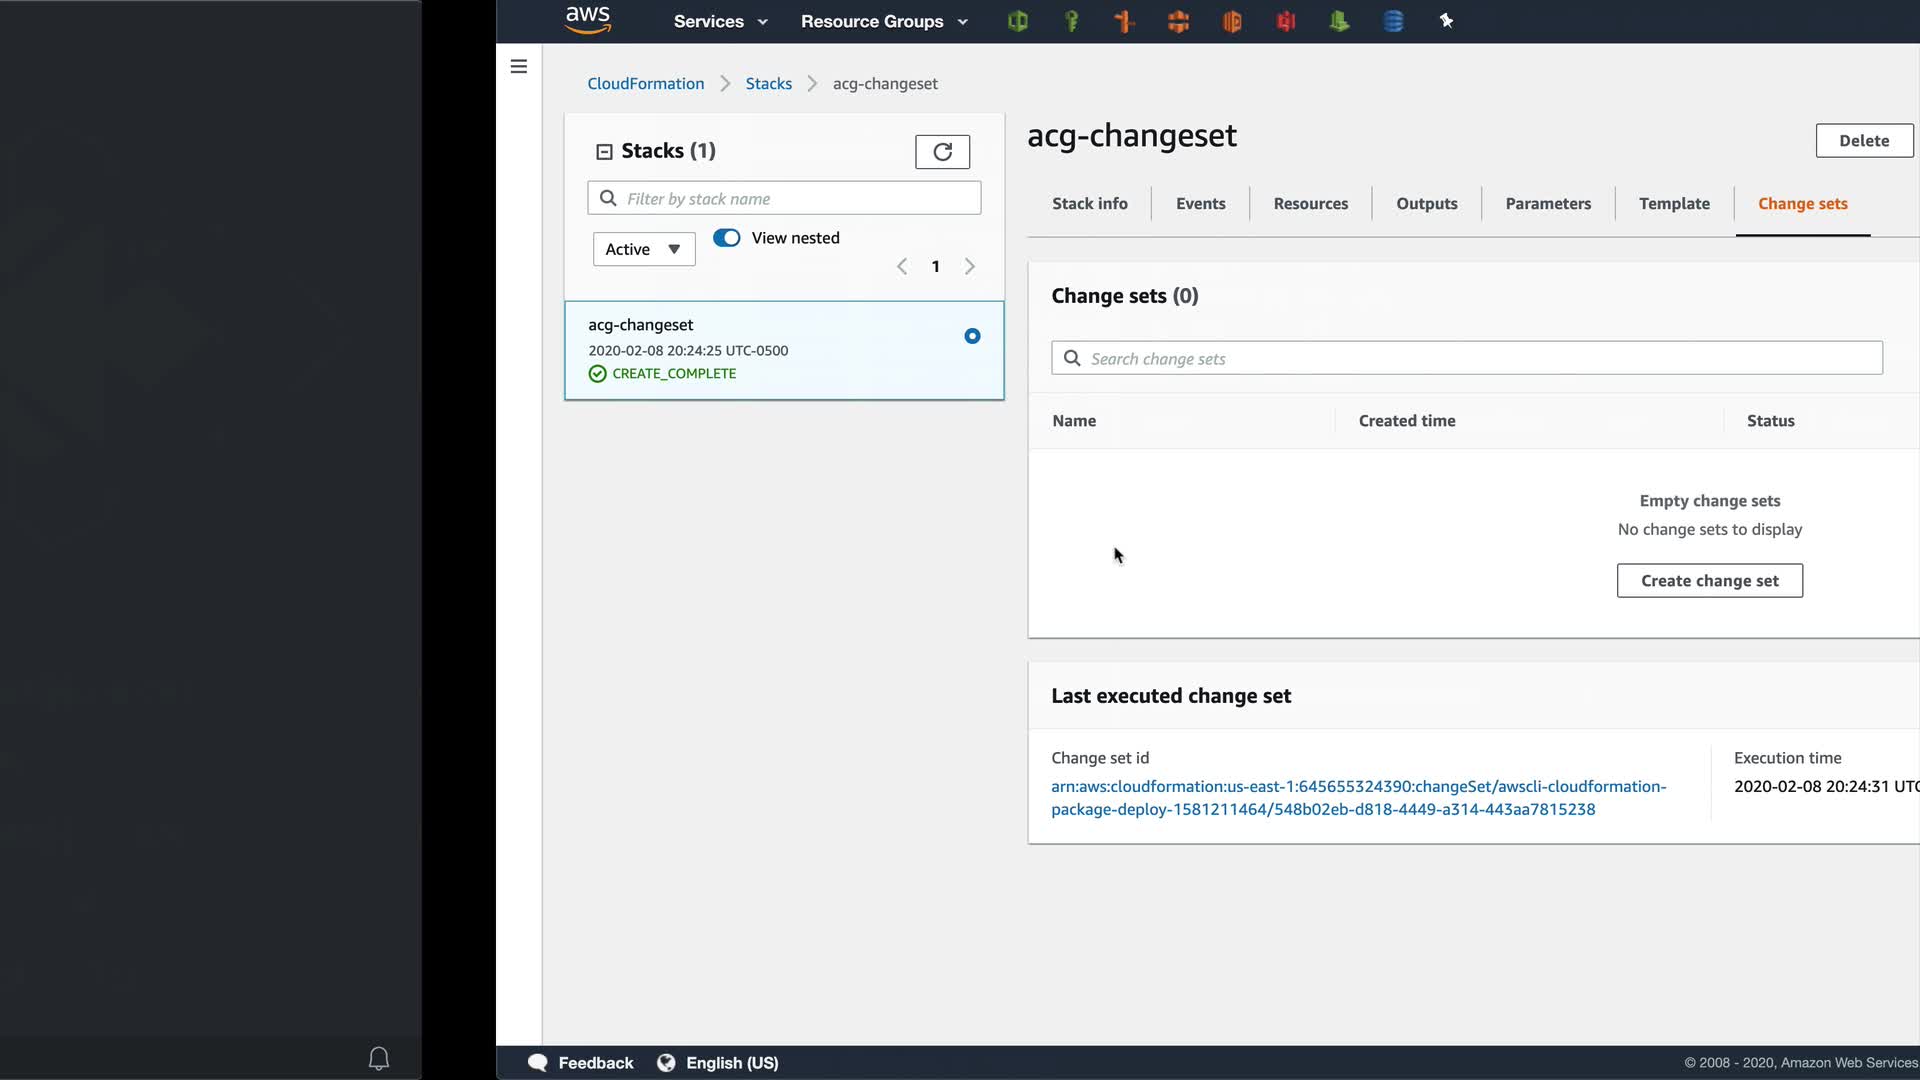 aws
Services
Resource Groups
CloudFormation
Stacks
acg-changeset
Stacks (1)
Filter by stack name
Active
View nested
1
acg-changeset
2020-02-08 20:24:25 UTC-0500
CREATE_COMPLETE
acg-changeset
Delete
Stack info
Events
Resources
Outputs
Parameters
Template
Change sets
Change sets (0)
Search change sets
Name
Created time
Status
Empty change sets
No change sets to display
Create change set
Last executed change set
Change set id
arn:aws:cloudformation:us-east-1:645655324390:changeSet/awscli-cloudformation-
package-deploy-1581211464/548b02eb-d818-4449-a314-443aa7815238
Execution time
2020-02-08 20:24:31 UTC
Feedback
English (US)
© 2008 - 2020, Amazon Web Services